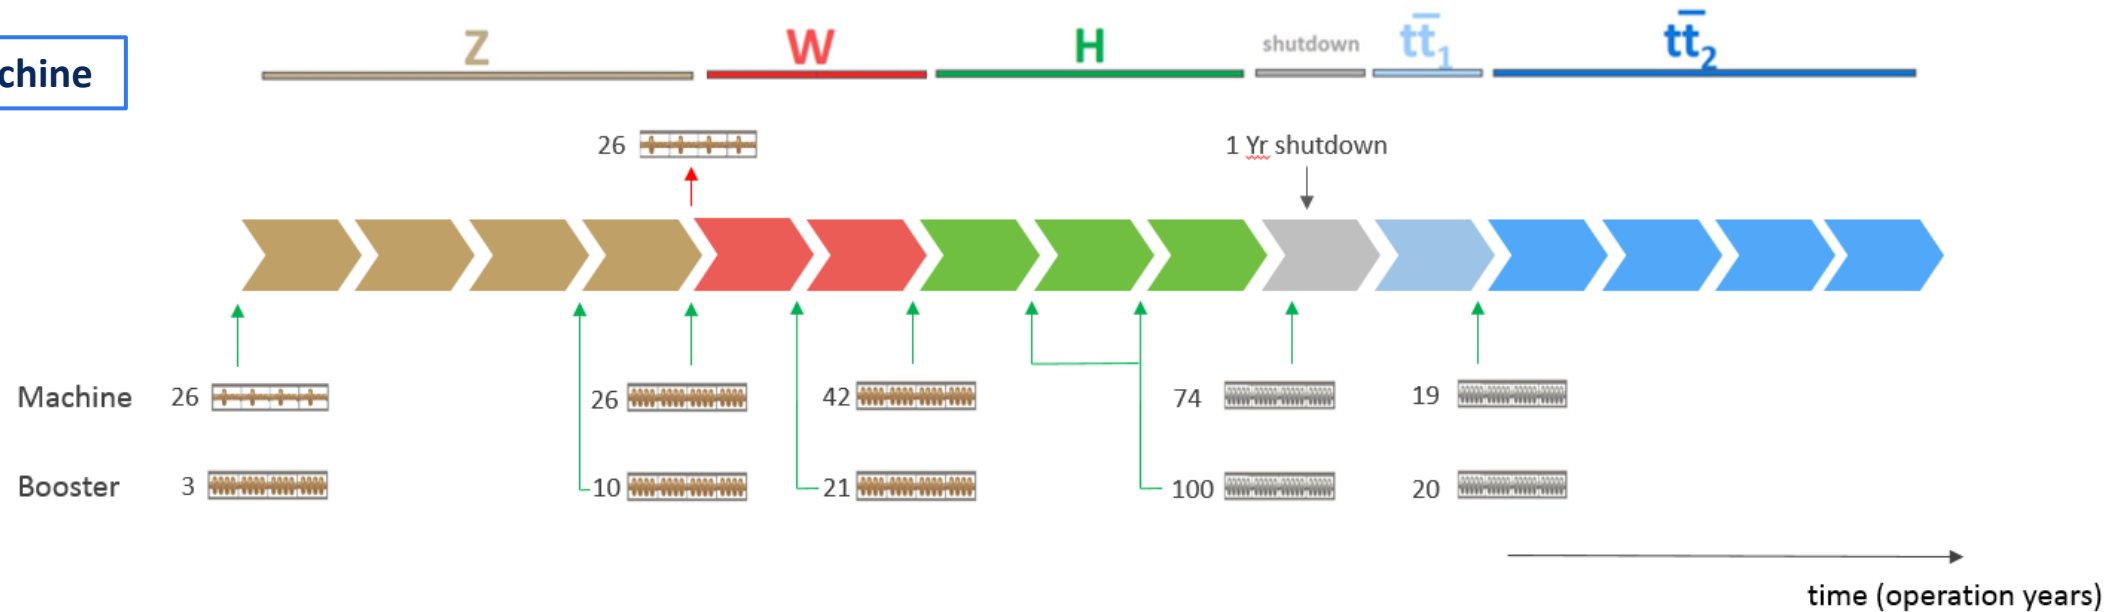 chine
Z
W
H
shutdown
tt̅₁
tt̅₂
26
1 Yr shutdown
Machine
26
26
42
74
19
Booster
3
10
21
100
20
time (operation years)